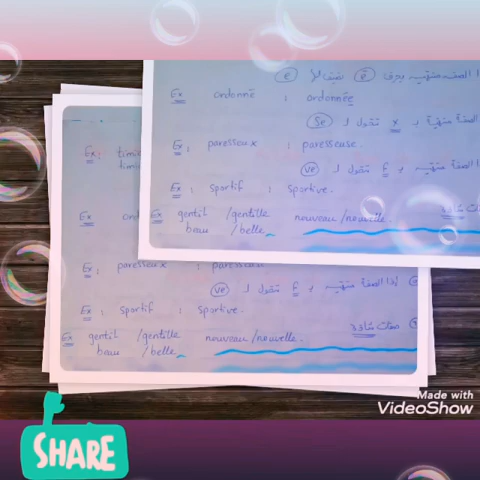 الصفة منتهية بحرف é e
Ex ordonné : ordonnée
الصفة منتهية بـ x تتحول لـ se
Ex : paresseux : paresseuse.
الصفة منتهية بـ f تتحول لـ ve
Ex : sportif : sportive.
صفات شاذة
Ex gentil /gentille nouveau /nouvelle
beau /belle
Ex :
Ex
Ex : paresseux :
إذا الصفة منتهية بـ f تتحول لـ ve
Ex : sportif : sportive.
صفات شاذة
Ex gentil /gentille nouveau /nouvelle.
beau /belle
Made with
VideoShow
SHARE